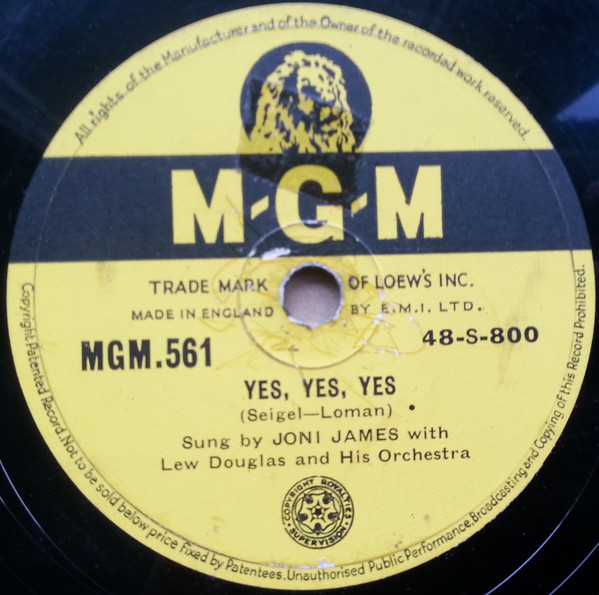 All rights of the Manufacturer and of the Owner of the recorded work reserved.
M-G-M
TRADE MARK OF LOEW'S INC.
MADE IN ENGLAND BY E.M.I. LTD.
MGM.561 48-S-800
YES, YES, YES
(Seigel—Loman)
Sung by JONI JAMES with
Lew Douglas and His Orchestra
COPYRIGHT ROYALTIES
SUPERVISION
Copyright Patented Record. Not to be sold below price fixed by Patentees. Unauthorised Public Performance, Broadcasting and Copying of this Record Prohibited.